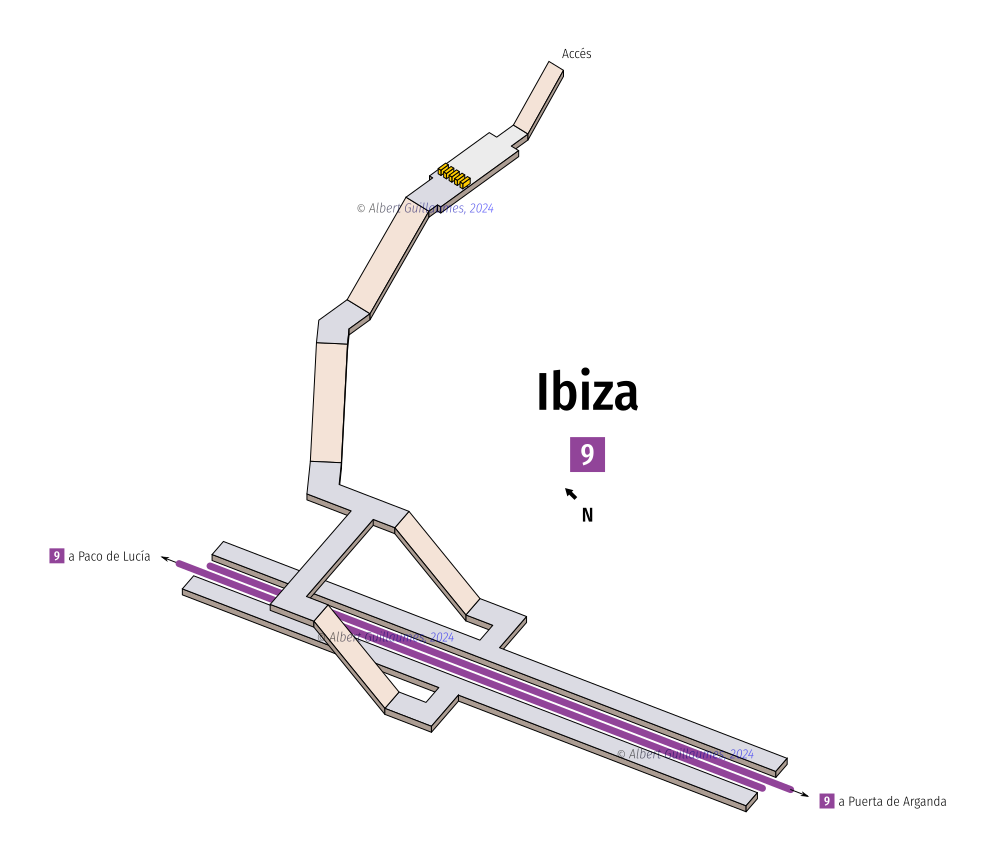 Accés
© Albert Guillaumes, 2024
Ibiza
9
N
9 a Paco de Lucía
© Albert Guillaumes, 2024
© Albert Guillaumes, 2024
9 a Puerta de Arganda